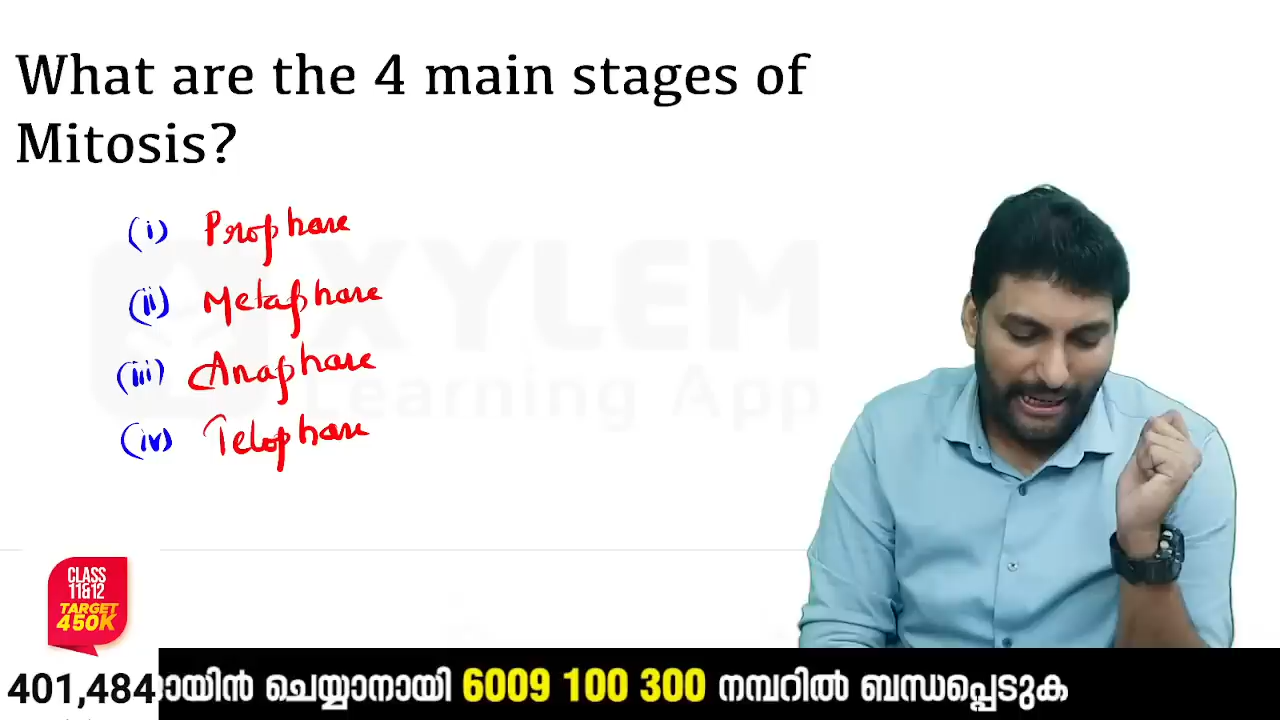 What are the 4 main stages of
Mitosis?
(i) Prophase
(ii) Metaphase
(iii) Anaphase
(iv) Telophase
XYLEM
Learning App
CLASS
11&12
TARGET
450K
401,484
ചെയ്യാനായി 6009 100 300 നമ്പറിൽ ബന്ധപ്പെടുക